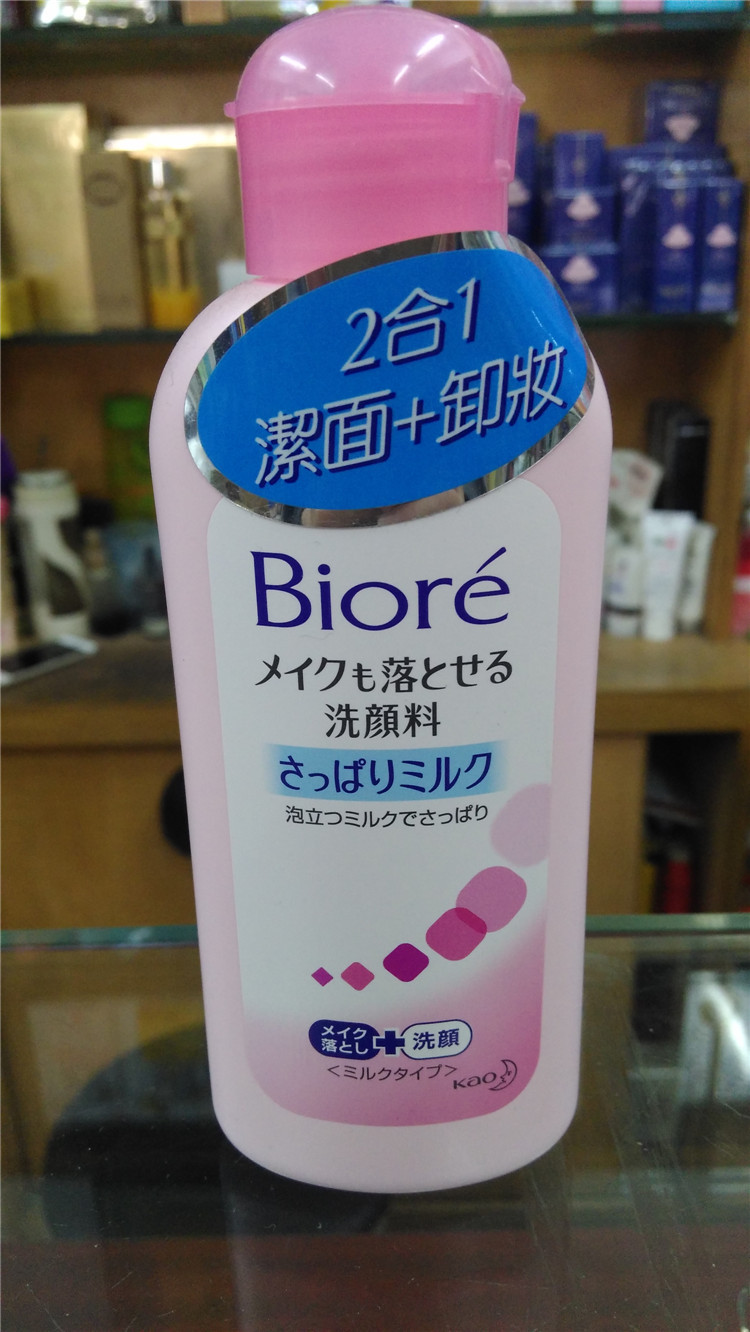 2合1
潔面+卸妝
Bioré
メイクも落とせる
洗顔料
さっぱりミルク
泡立つミルクでさっぱり
メイク
落とし
+
洗顔
<ミルクタイプ>
Kao